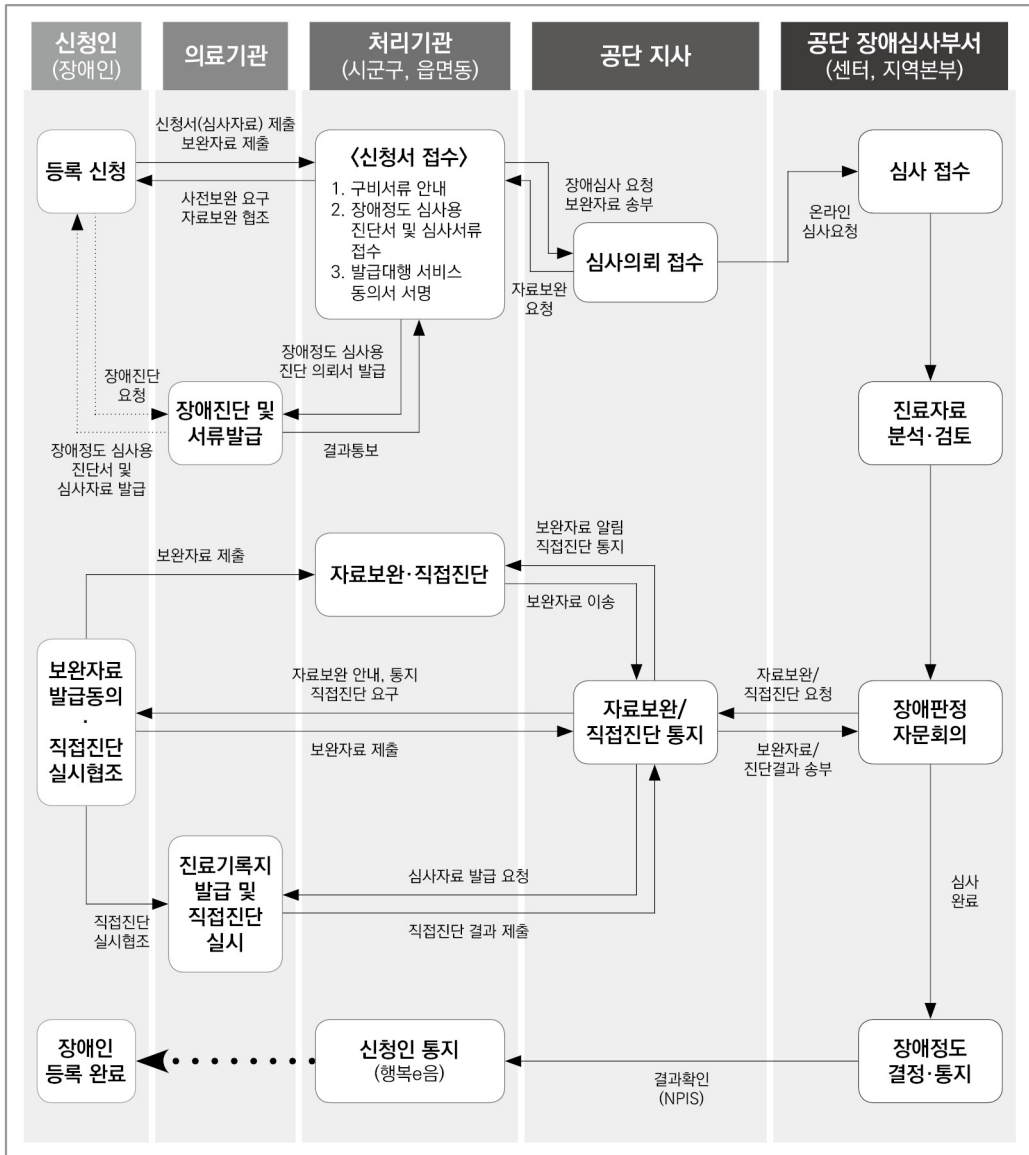 신청인
(장애인)
의료기관
처리기관
(시군구, 읍면동)
공단 지사
공단 장애심사부서
(센터, 지역본부)
등록 신청
신청서(심사자료) 제출
보완자료 제출
사전보완 요구
자료보완 협조
〈신청서 접수〉
1. 구비서류 안내
2. 장애정도 심사용
진단서 및 심사서류
접수
3. 발급대행 서비스
동의서 서명
장애심사 요청
보완자료 송부
심사의뢰 접수
자료보완
요청
온라인
심사요청
심사 접수
장애진단
요청
장애정도 심사용
진단서 및
심사자료 발급
장애진단 및
서류발급
장애정도 심사용
진단 의뢰서 발급
결과통보
진료자료
분석·검토
보완자료 제출
자료보완·직접진단
보완자료 알림
직접진단 통지
보완자료 이송
보완자료
발급동의
·
직접진단
실시협조
자료보완 안내, 통지
직접진단 요구
보완자료 제출
자료보완/
직접진단 통지
자료보완/
직접진단 요청
보완자료/
진단결과 송부
장애판정
자문회의
직접진단
실시협조
진료기록지
발급 및
직접진단
실시
심사자료 발급 요청
직접진단 결과 제출
심사
완료
장애인
등록 완료
신청인 통지
(행복e음)
결과확인
(NPIS)
장애정도
결정·통지